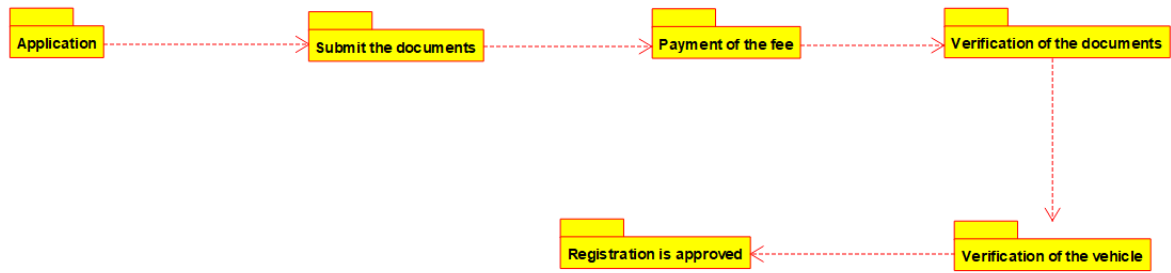 Application
Submit the documents
Payment of the fee
Verification of the documents
Registration is approved
Verification of the vehicle